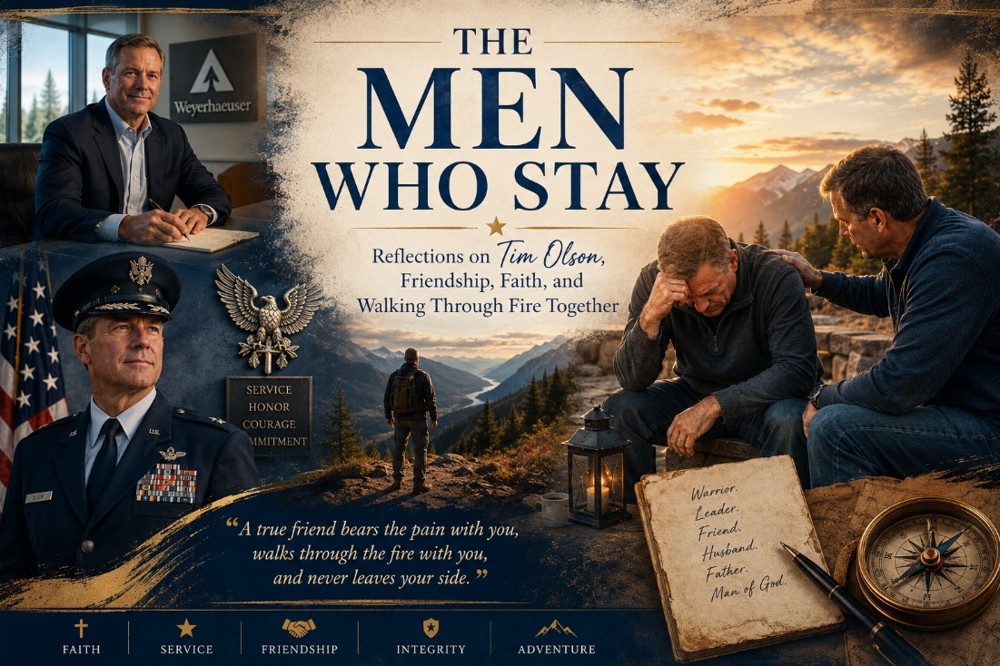 THE
MEN
WHO STAY
Reflections on Tim Olson,
Friendship, Faith, and
Walking Through Fire Together
Weyerhaeuser
SERVICE
HONOR
COURAGE
MMITMENT
U.S.
U.S.
“A true friend bears the pain with you,
walks through the fire with you,
and never leaves your side.”
Warrior.
Leader.
Friend.
Husband.
Father.
Man of God.
FAITH
SERVICE
FRIENDSHIP
INTEGRITY
ADVENTURE